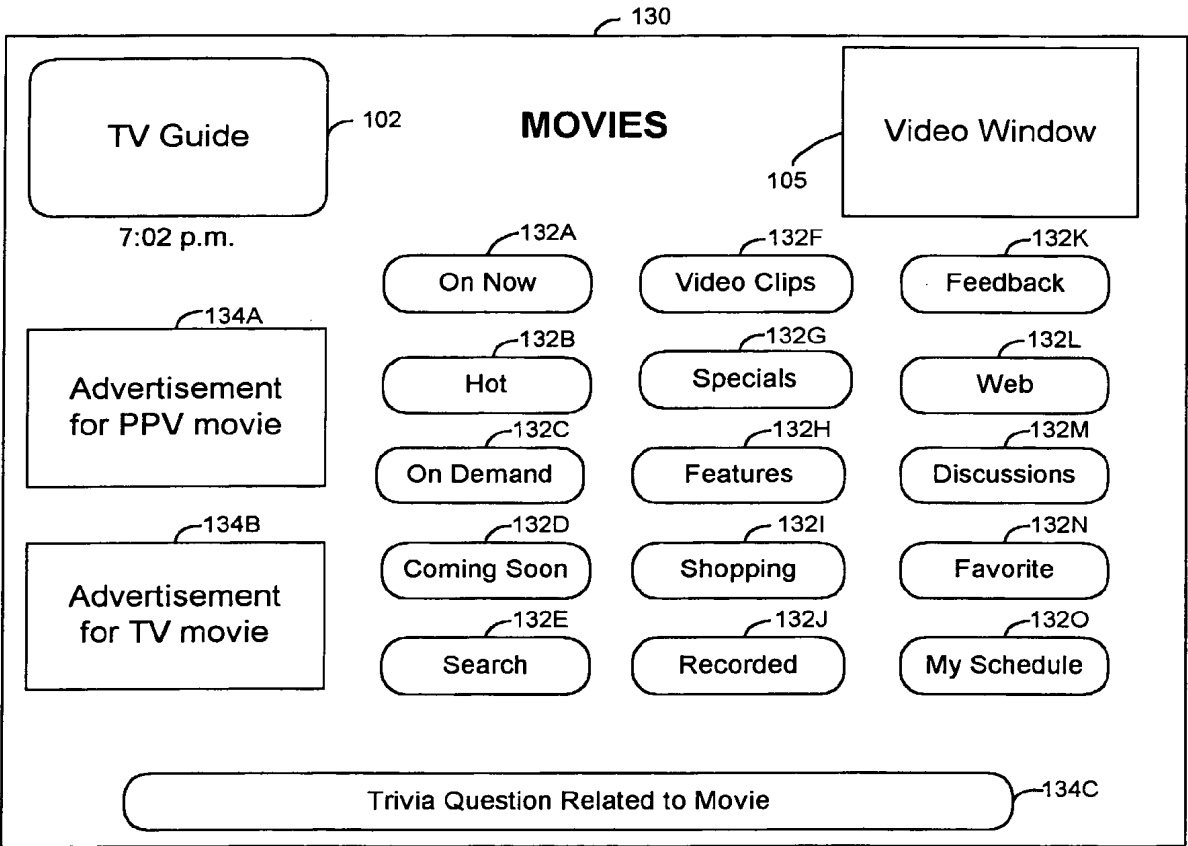 130
TV Guide
102
MOVIES
Video Window
105
7:02 p.m.
132A
132F
132K
On Now
Video Clips
Feedback
134A
132B
132G
132L
Advertisement
for PPV movie
Hot
Specials
Web
132C
132H
132M
On Demand
Features
Discussions
134B
132D
132I
132N
Advertisement
for TV movie
Coming Soon
Shopping
Favorite
132E
132J
132O
Search
Recorded
My Schedule
Trivia Question Related to Movie
134C